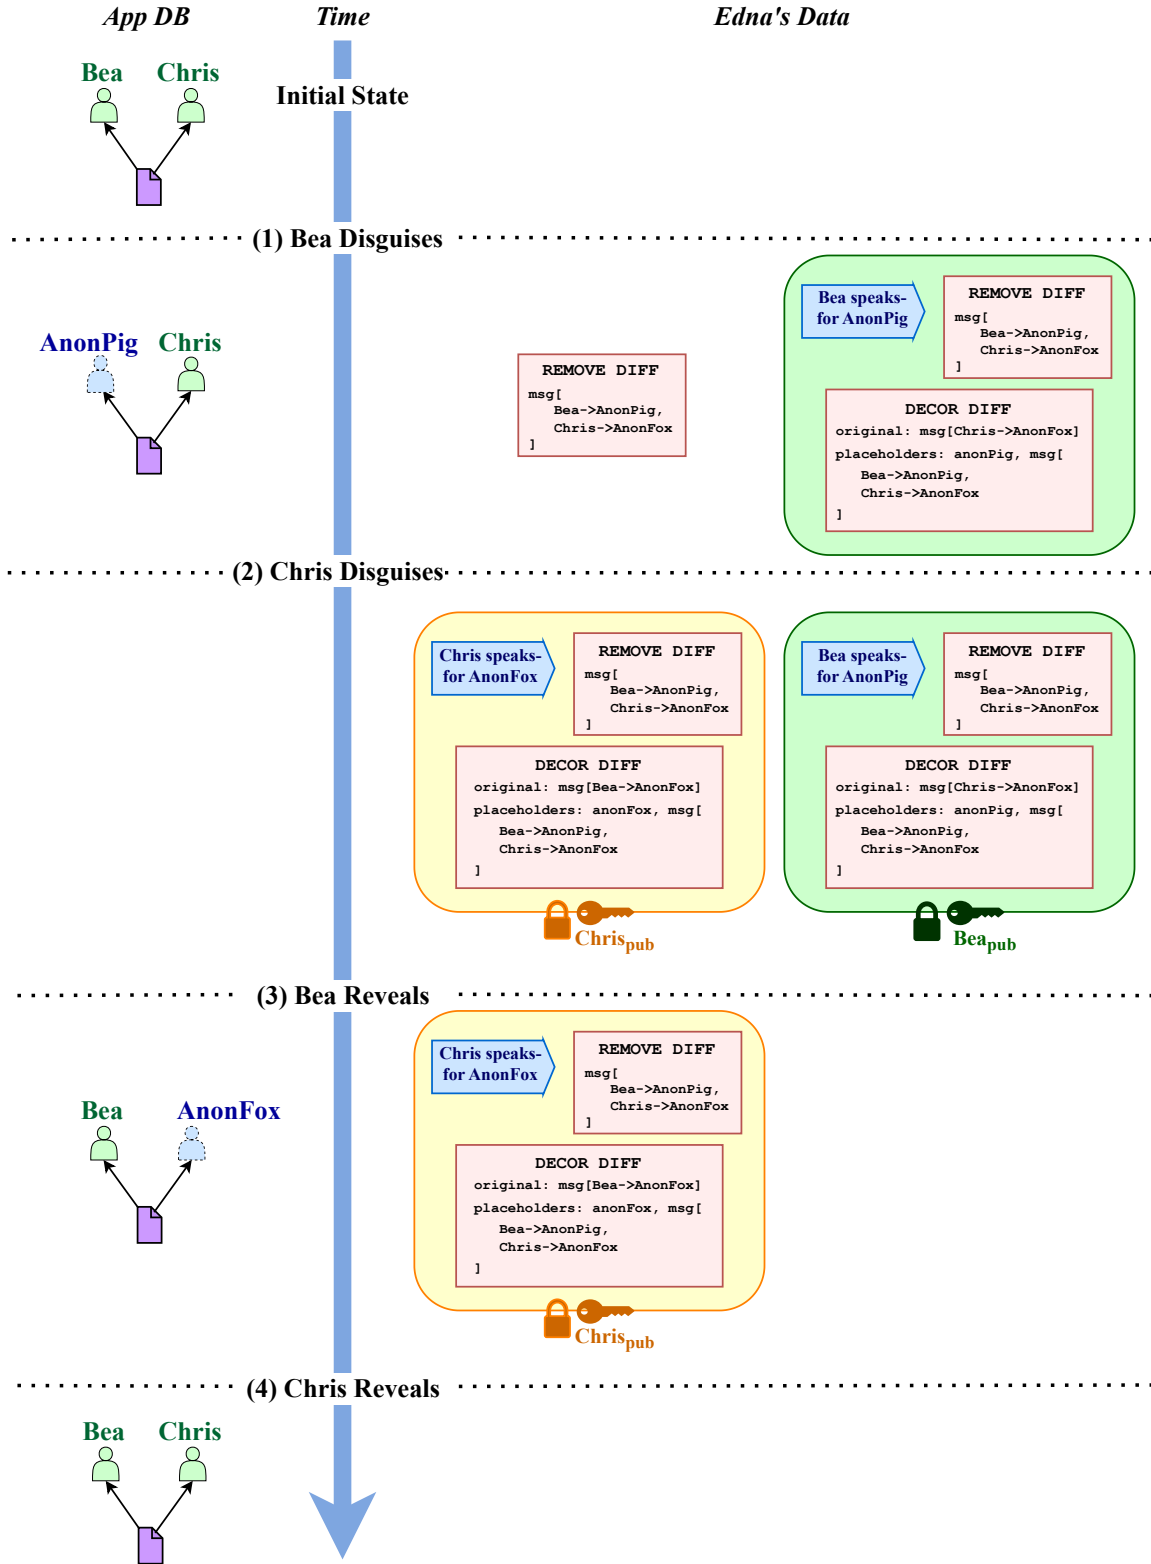 App DB
Time
Edna's Data
Bea
Chris
Initial State
(1) Bea Disguises
AnonPig
Chris
REMOVE DIFF
msg[
Bea->AnonPig,
Chris->AnonFox
]
Bea speaks-
for AnonPig
REMOVE DIFF
msg[
Bea->AnonPig,
Chris->AnonFox
]
DECOR DIFF
original: msg[Chris->AnonFox]
placeholders: anonPig, msg[
Bea->AnonPig,
Chris->AnonFox
]
(2) Chris Disguises
Chris speaks-
for AnonFox
REMOVE DIFF
msg[
Bea->AnonPig,
Chris->AnonFox
]
DECOR DIFF
original: msg[Bea->AnonFox]
placeholders: anonFox, msg[
Bea->AnonPig,
Chris->AnonFox
]
Chrispub
Bea speaks-
for AnonPig
REMOVE DIFF
msg[
Bea->AnonPig,
Chris->AnonFox
]
DECOR DIFF
original: msg[Chris->AnonFox]
placeholders: anonPig, msg[
Bea->AnonPig,
Chris->AnonFox
]
Beapub
(3) Bea Reveals
Bea
AnonFox
Chris speaks-
for AnonFox
REMOVE DIFF
msg[
Bea->AnonPig,
Chris->AnonFox
]
DECOR DIFF
original: msg[Bea->AnonFox]
placeholders: anonFox, msg[
Bea->AnonPig,
Chris->AnonFox
]
Chrispub
(4) Chris Reveals
Bea
Chris